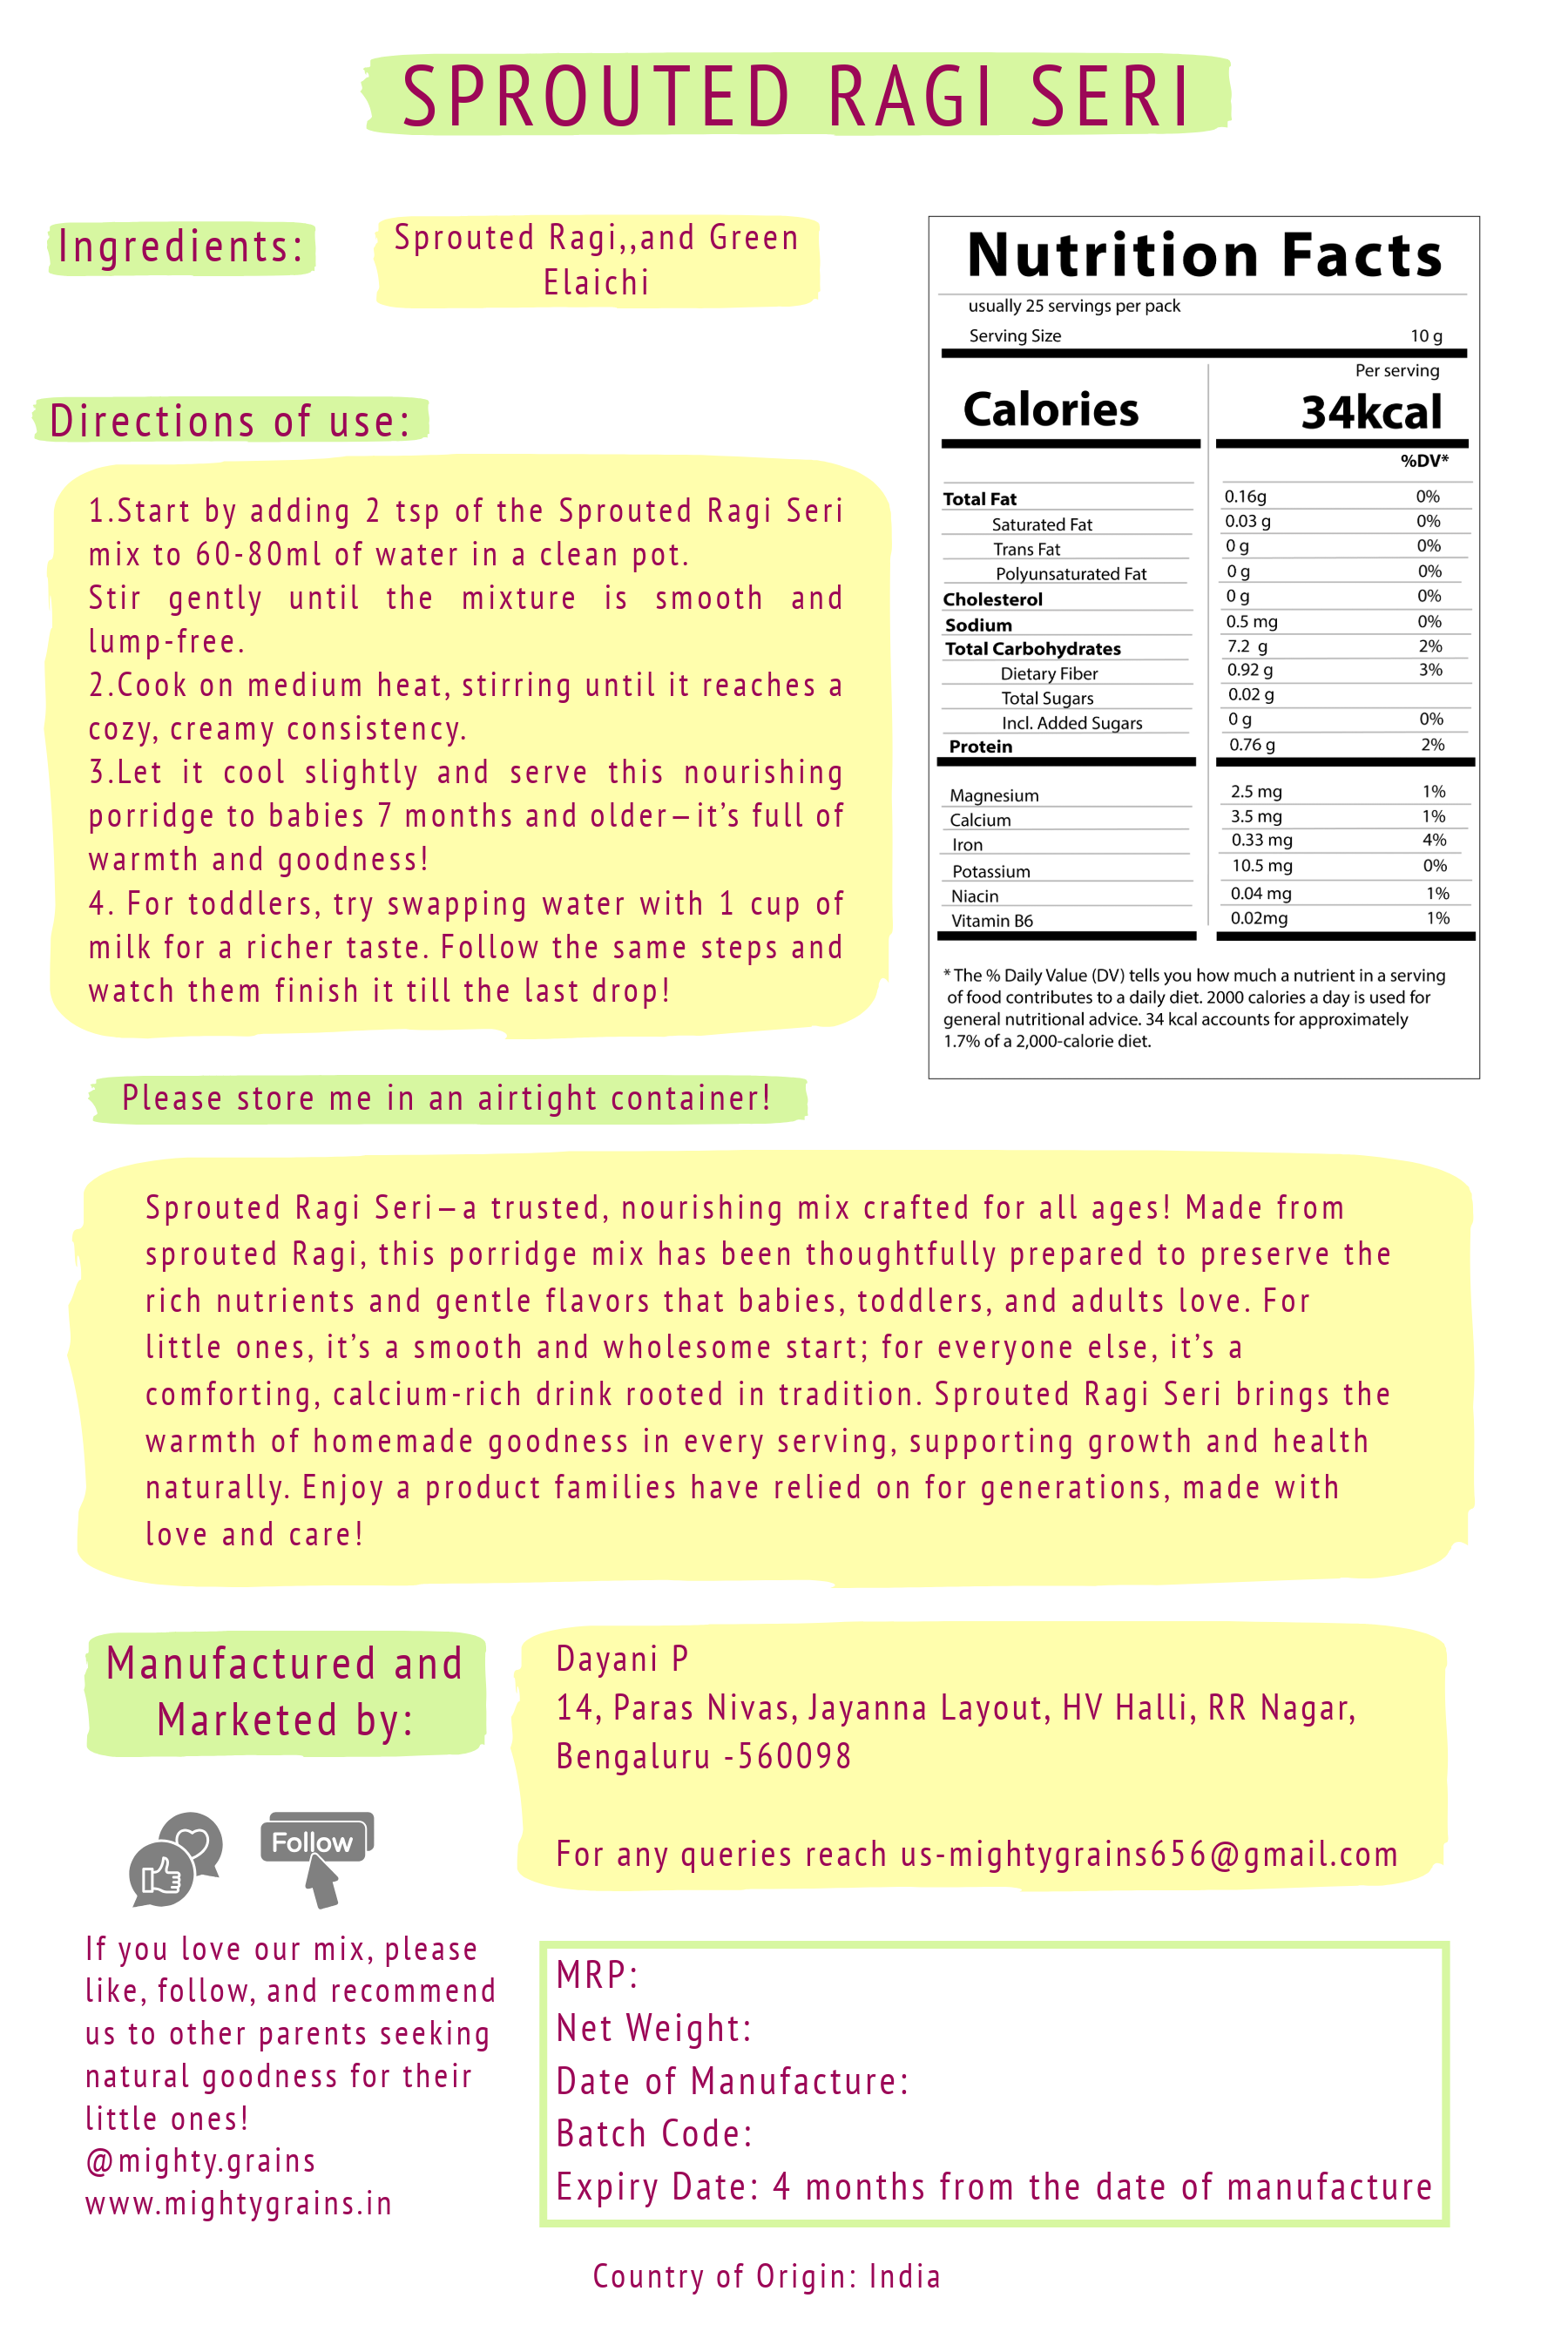 SPROUTED RAGI SERI
Ingredients:
Sprouted Ragi,,and Green
Elaichi
Directions of use:
1.Start by adding 2 tsp of the Sprouted Ragi Seri
mix to 60-80ml of water in a clean pot.
Stir gently until the mixture is smooth and
lump-free.
2.Cook on medium heat, stirring until it reaches a
cozy, creamy consistency.
3.Let it cool slightly and serve this nourishing
porridge to babies 7 months and older—it’s full of
warmth and goodness!
4. For toddlers, try swapping water with 1 cup of
milk for a richer taste. Follow the same steps and
watch them finish it till the last drop!
Please store me in an airtight container!
Nutrition Facts
usually 25 servings per pack
Serving Size 10 g
Per serving
Calories 34kcal
%DV*
Total Fat 0.16g 0%
Saturated Fat 0.03 g 0%
Trans Fat 0 g 0%
Polyunsaturated Fat 0 g 0%
Cholesterol 0 g 0%
Sodium 0.5 mg 0%
Total Carbohydrates 7.2 g 2%
Dietary Fiber 0.92 g 3%
Total Sugars 0.02 g
Incl. Added Sugars 0 g 0%
Protein 0.76 g 2%
Magnesium 2.5 mg 1%
Calcium 3.5 mg 1%
Iron 0.33 mg 4%
Potassium 10.5 mg 0%
Niacin 0.04 mg 1%
Vitamin B6 0.02mg 1%
* The % Daily Value (DV) tells you how much a nutrient in a serving
of food contributes to a daily diet. 2000 calories a day is used for
general nutritional advice. 34 kcal accounts for approximately
1.7% of a 2,000-calorie diet.
Sprouted Ragi Seri—a trusted, nourishing mix crafted for all ages! Made from
sprouted Ragi, this porridge mix has been thoughtfully prepared to preserve the
rich nutrients and gentle flavors that babies, toddlers, and adults love. For
little ones, it’s a smooth and wholesome start; for everyone else, it’s a
comforting, calcium-rich drink rooted in tradition. Sprouted Ragi Seri brings the
warmth of homemade goodness in every serving, supporting growth and health
naturally. Enjoy a product families have relied on for generations, made with
love and care!
Manufactured and
Marketed by:
Dayani P
14, Paras Nivas, Jayanna Layout, HV Halli, RR Nagar,
Bengaluru -560098
For any queries reach us-mightygrains656@gmail.com
Follow
If you love our mix, please
like, follow, and recommend
us to other parents seeking
natural goodness for their
little ones!
@mighty.grains
www.mightygrains.in
MRP:
Net Weight:
Date of Manufacture:
Batch Code:
Expiry Date: 4 months from the date of manufacture
Country of Origin: India